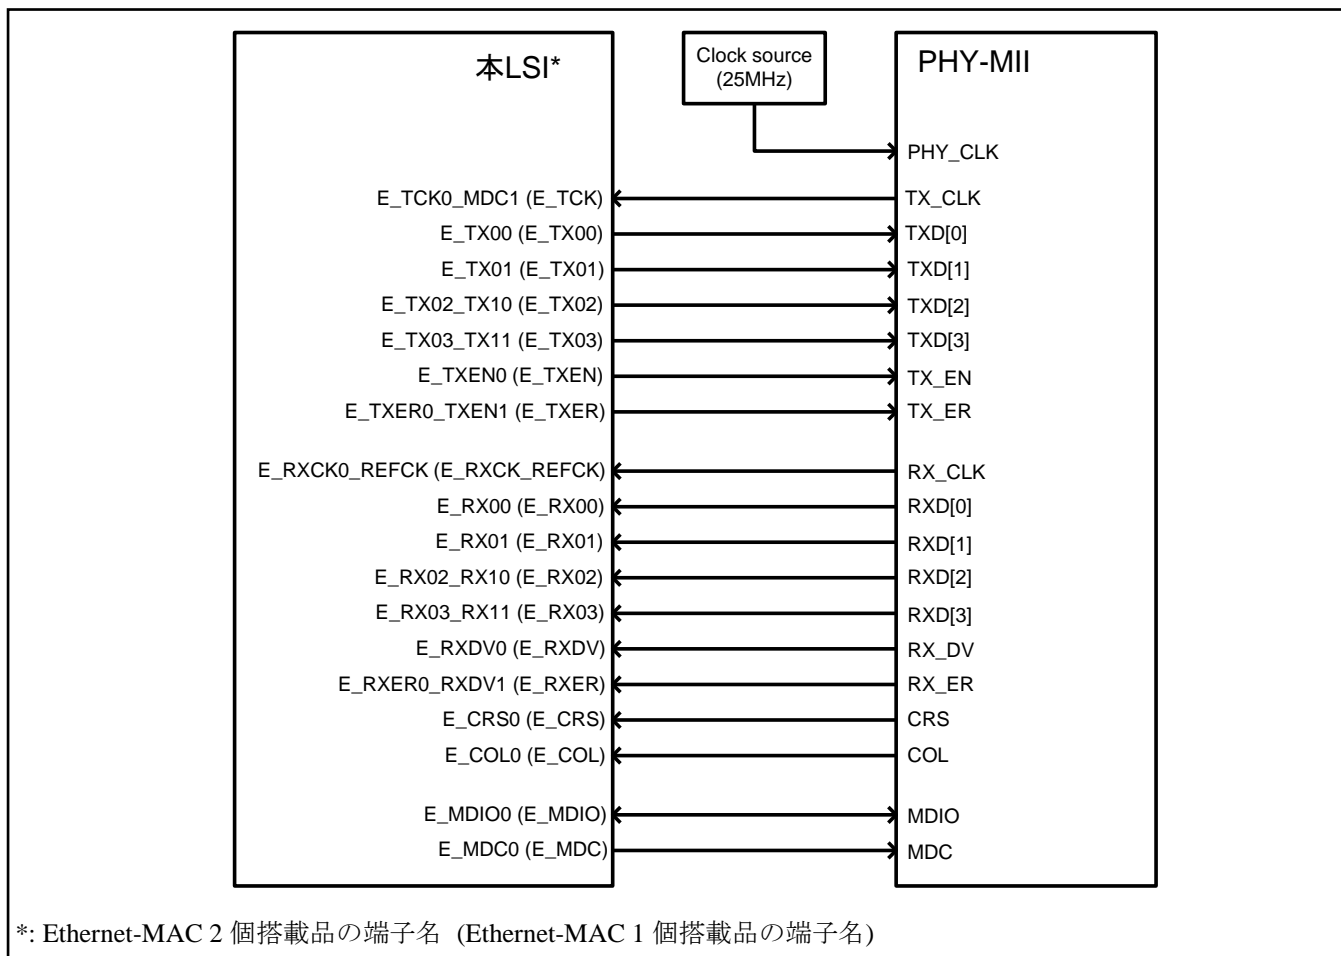 本LSI*
Clock source
(25MHz)
PHY-MII
PHY_CLK
E_TCK0_MDC1 (E_TCK)
TX_CLK
E_TX00 (E_TX00)
TXD[0]
E_TX01 (E_TX01)
TXD[1]
E_TX02_TX10 (E_TX02)
TXD[2]
E_TX03_TX11 (E_TX03)
TXD[3]
E_TXEN0 (E_TXEN)
TX_EN
E_TXER0_TXEN1 (E_TXER)
TX_ER
E_RXCK0_REFCK (E_RXCK_REFCK)
RX_CLK
E_RX00 (E_RX00)
RXD[0]
E_RX01 (E_RX01)
RXD[1]
E_RX02_RX10 (E_RX02)
RXD[2]
E_RX03_RX11 (E_RX03)
RXD[3]
E_RXDV0 (E_RXDV)
RX_DV
E_RXER0_RXDV1 (E_RXER)
RX_ER
E_CRS0 (E_CRS)
CRS
E_COL0 (E_COL)
COL
E_MDIO0 (E_MDIO)
MDIO
E_MDC0 (E_MDC)
MDC
*: Ethernet-MAC 2 個搭載品の端子名 (Ethernet-MAC 1 個搭載品の端子名)